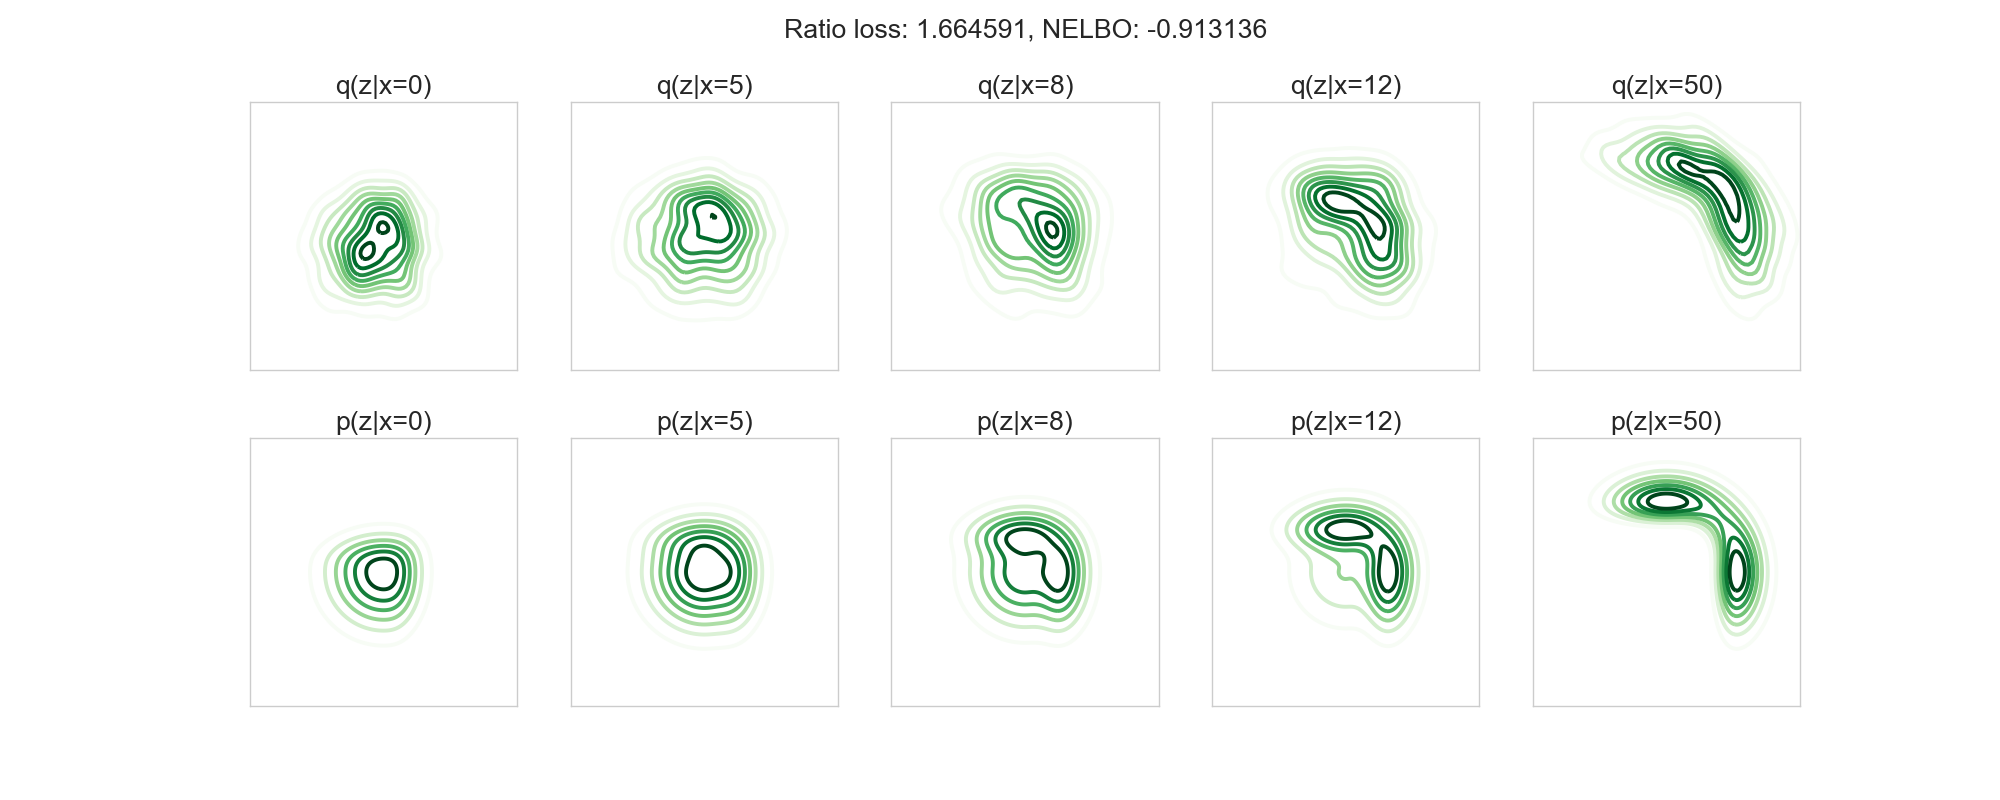 Ratio loss: 1.664591, NELBO: -0.913136
q(z|x=0) q(z|x=5) q(z|x=8) q(z|x=12) q(z|x=50)
p(z|x=0) p(z|x=5) p(z|x=8) p(z|x=12) p(z|x=50)